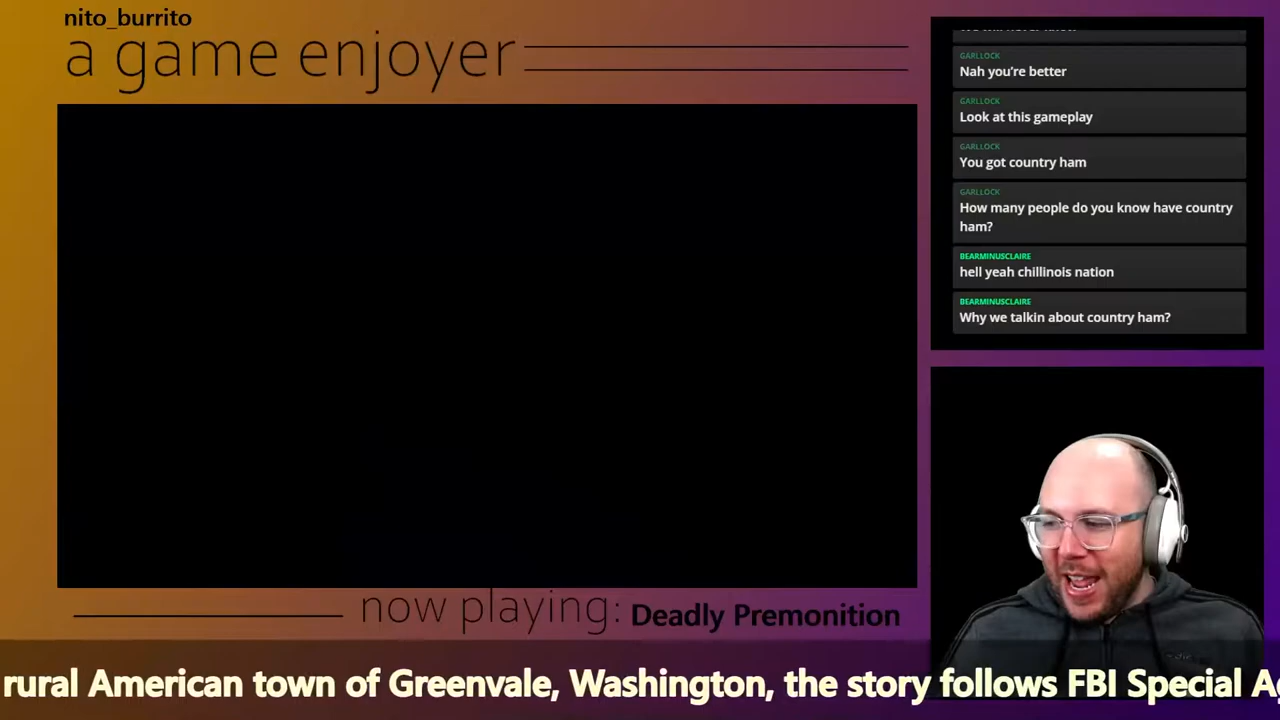 nito_burrito
a game enjoyer
GARLLOCK
Nah you're better
GARLLOCK
Look at this gameplay
GARLLOCK
You got country ham
GARLLOCK
How many people do you know have country
ham?
BEARMINUSCLAIRE
hell yeah chillinois nation
BEARMINUSCLAIRE
Why we talkin about country ham?
now playing: Deadly Premonition
rural American town of Greenvale, Washington, the story follows FBI Special Ag